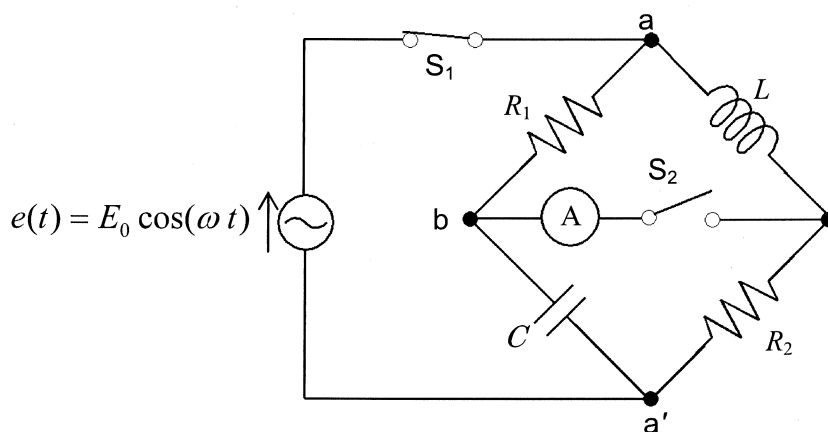 a
S₁
R₁
L
S₂
e(t) = E₀ cos(ω t)
b
A
C
R₂
a′